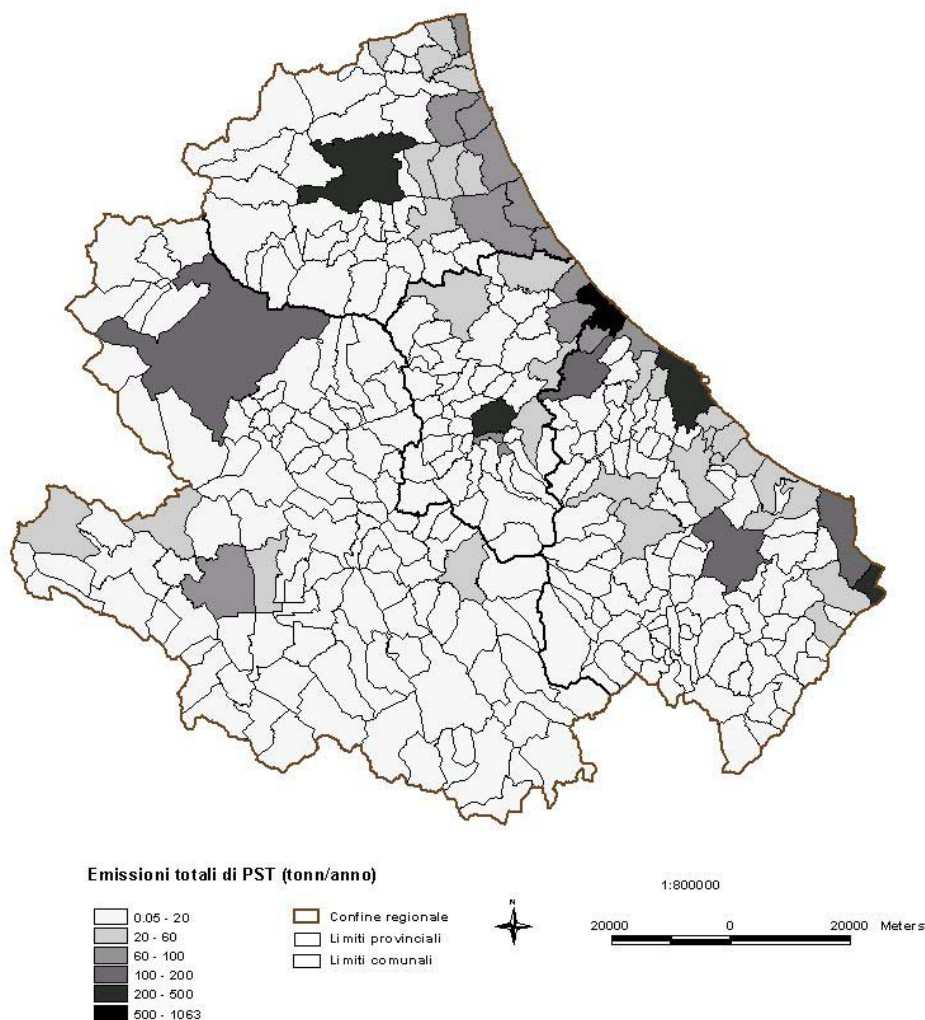 Emissioni totali di PST (tonn/anno)
0.05 - 20
20 - 60
60 - 100
100 - 200
200 - 500
500 - 1063
Confine regionale
Limiti provinciali
Limiti comunali
N
1:800000
20000 0 20000 Meters